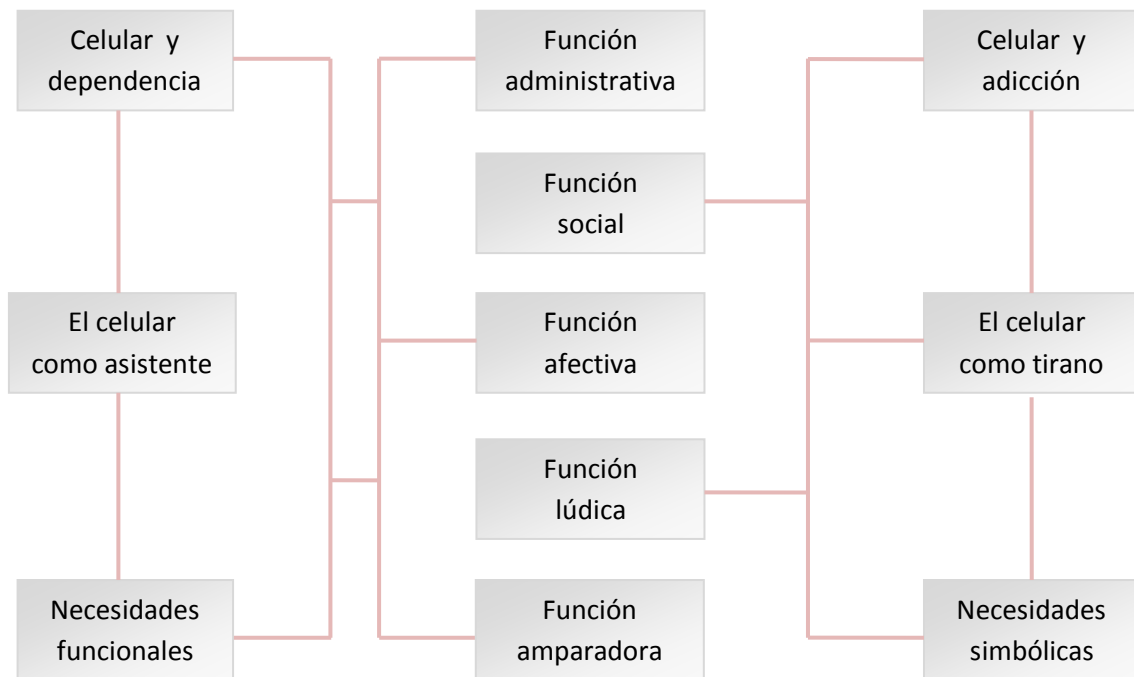 Celular y
dependencia
Función
administrativa
Celular y
adicción
Función
social
El celular
como asistente
Función
afectiva
El celular
como tirano
Función
lúdica
Necesidades
funcionales
Función
amparadora
Necesidades
simbólicas